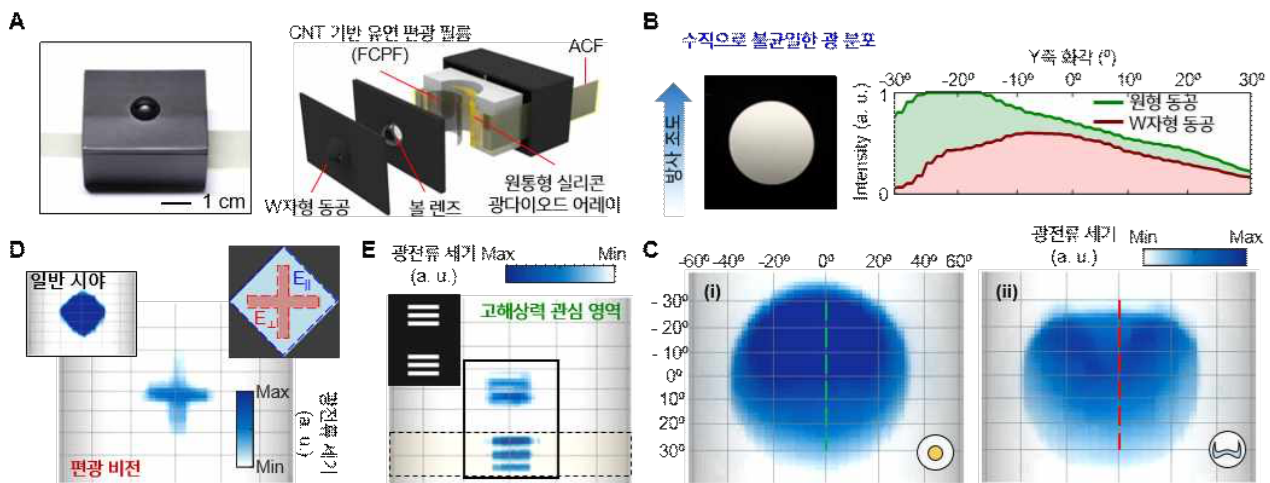 A
1 cm
CNT 기반 유연 편광 필름
(FCPF)
ACF
W자형 동공
볼 렌즈
원통형 실리콘
광다이오드 어레이
B
수직으로 불균일한 광 분포
방사 조도
Y축 화각 (º)
-30º -20º -10º 0º 10º 20º 30º
Intensity (a. u.)
1
0
원형 동공
W자형 동공
D
일반 시야
E||
E⊥
Max
Min
광전류 세기
(a. u.)
편광 비전
E
광전류 세기
(a. u.)
Max
Min
고해상력 관심 영역
C
광전류 세기
(a. u.)
Min
Max
-60º -40º -20º 0º 20º 40º 60º
(i)
(ii)
- 30º
- 20º
- 10º
0º
10º
20º
30º